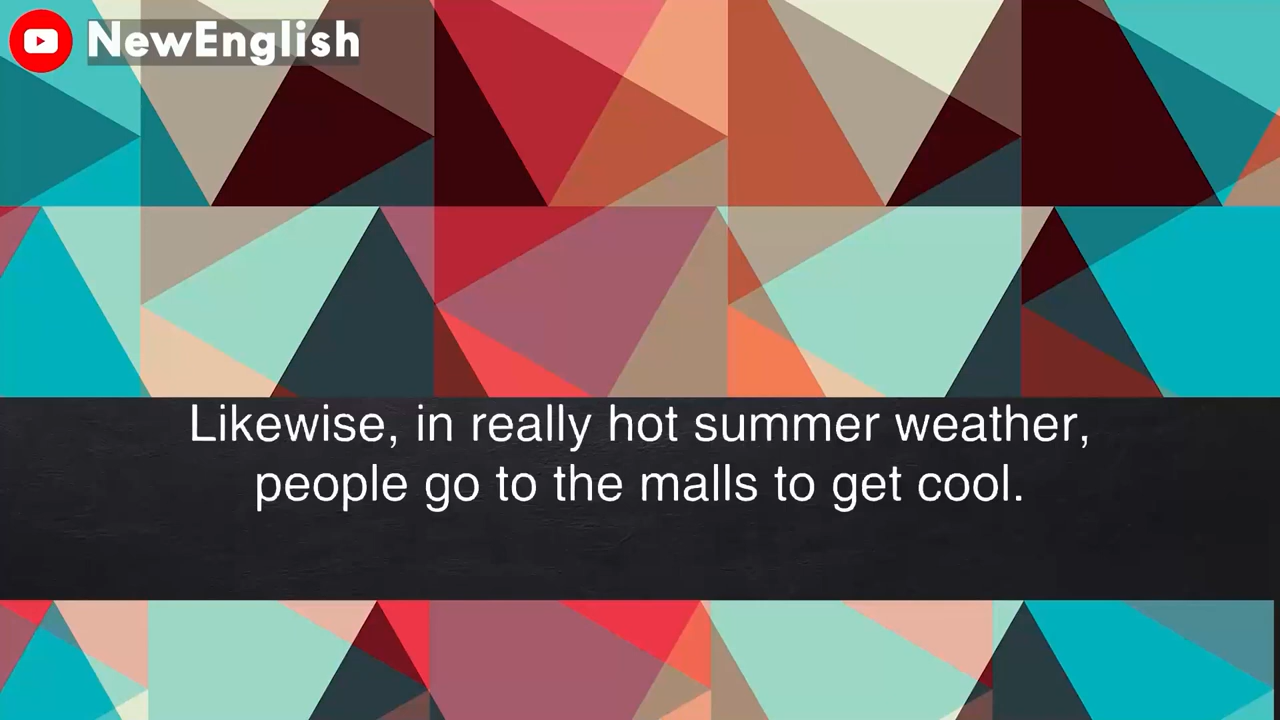 NewEnglish
Likewise, in really hot summer weather,
people go to the malls to get cool.